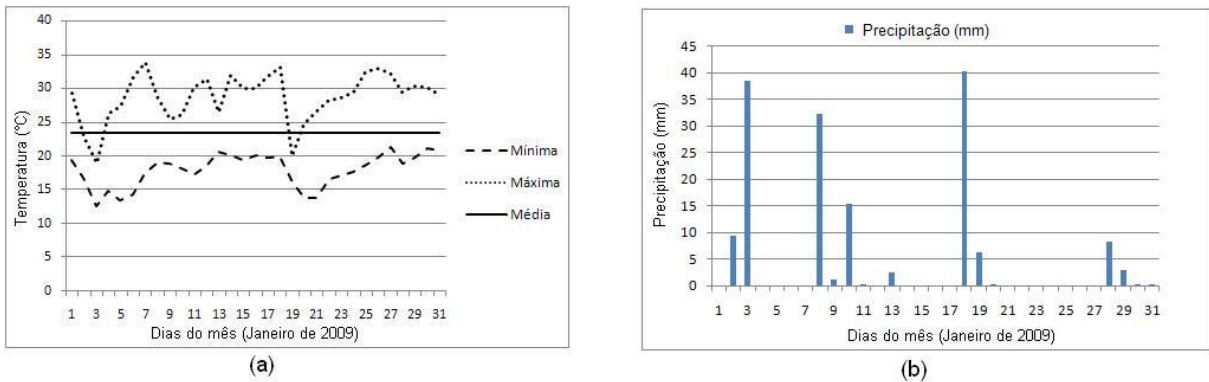 40
35
30
25
20
15
10
5
0
Temperatura (°C)
1 3 5 7 9 11 13 15 17 19 21 23 25 27 29 31
Dias do mês (Janeiro de 2009)
Mínima
Máxima
Média
(a)
Precipitação (mm)
45
40
35
30
25
20
15
10
5
0
Precipitação (mm)
1 3 5 7 9 11 13 15 17 19 21 23 25 27 29 31
Dias do mês (Janeiro de 2009)
(b)